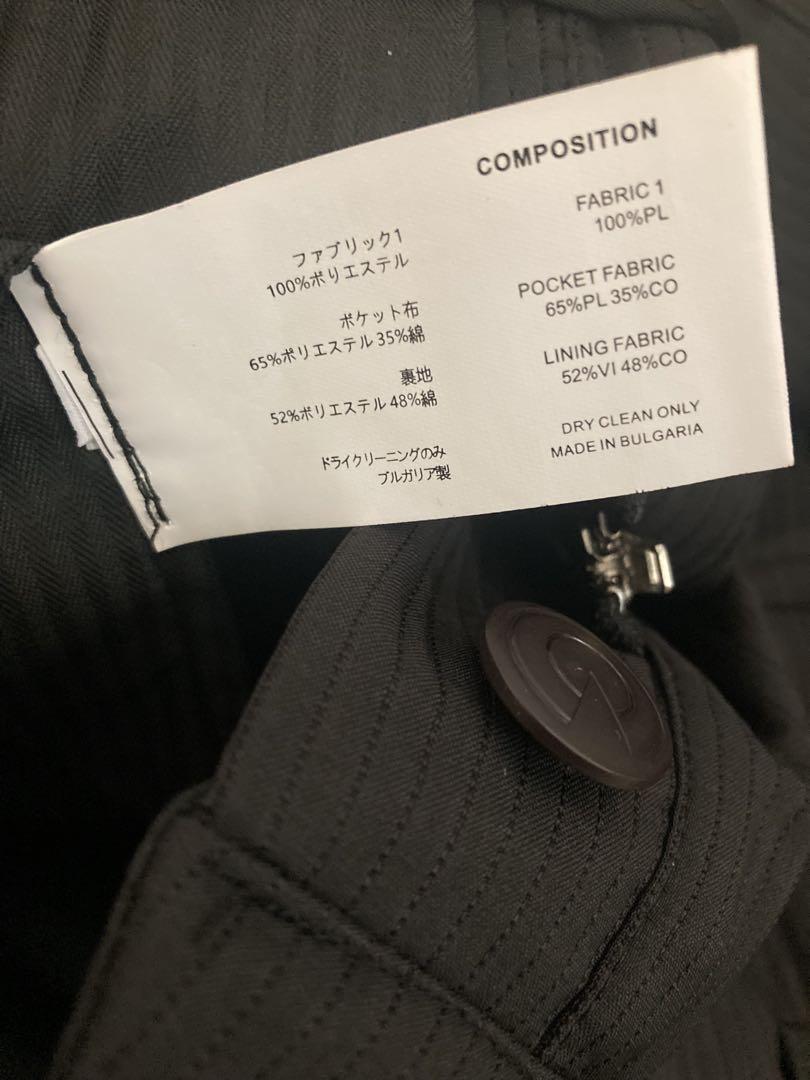 COMPOSITION
ファブリック1
100%ポリエステル
ポケット布
65%ポリエステル 35%綿
裏地
52%ポリエステル 48%綿
ドライクリーニングのみ
ブルガリア製
FABRIC 1
100%PL
POCKET FABRIC
65%PL 35%CO
LINING FABRIC
52%VI 48%CO
DRY CLEAN ONLY
MADE IN BULGARIA